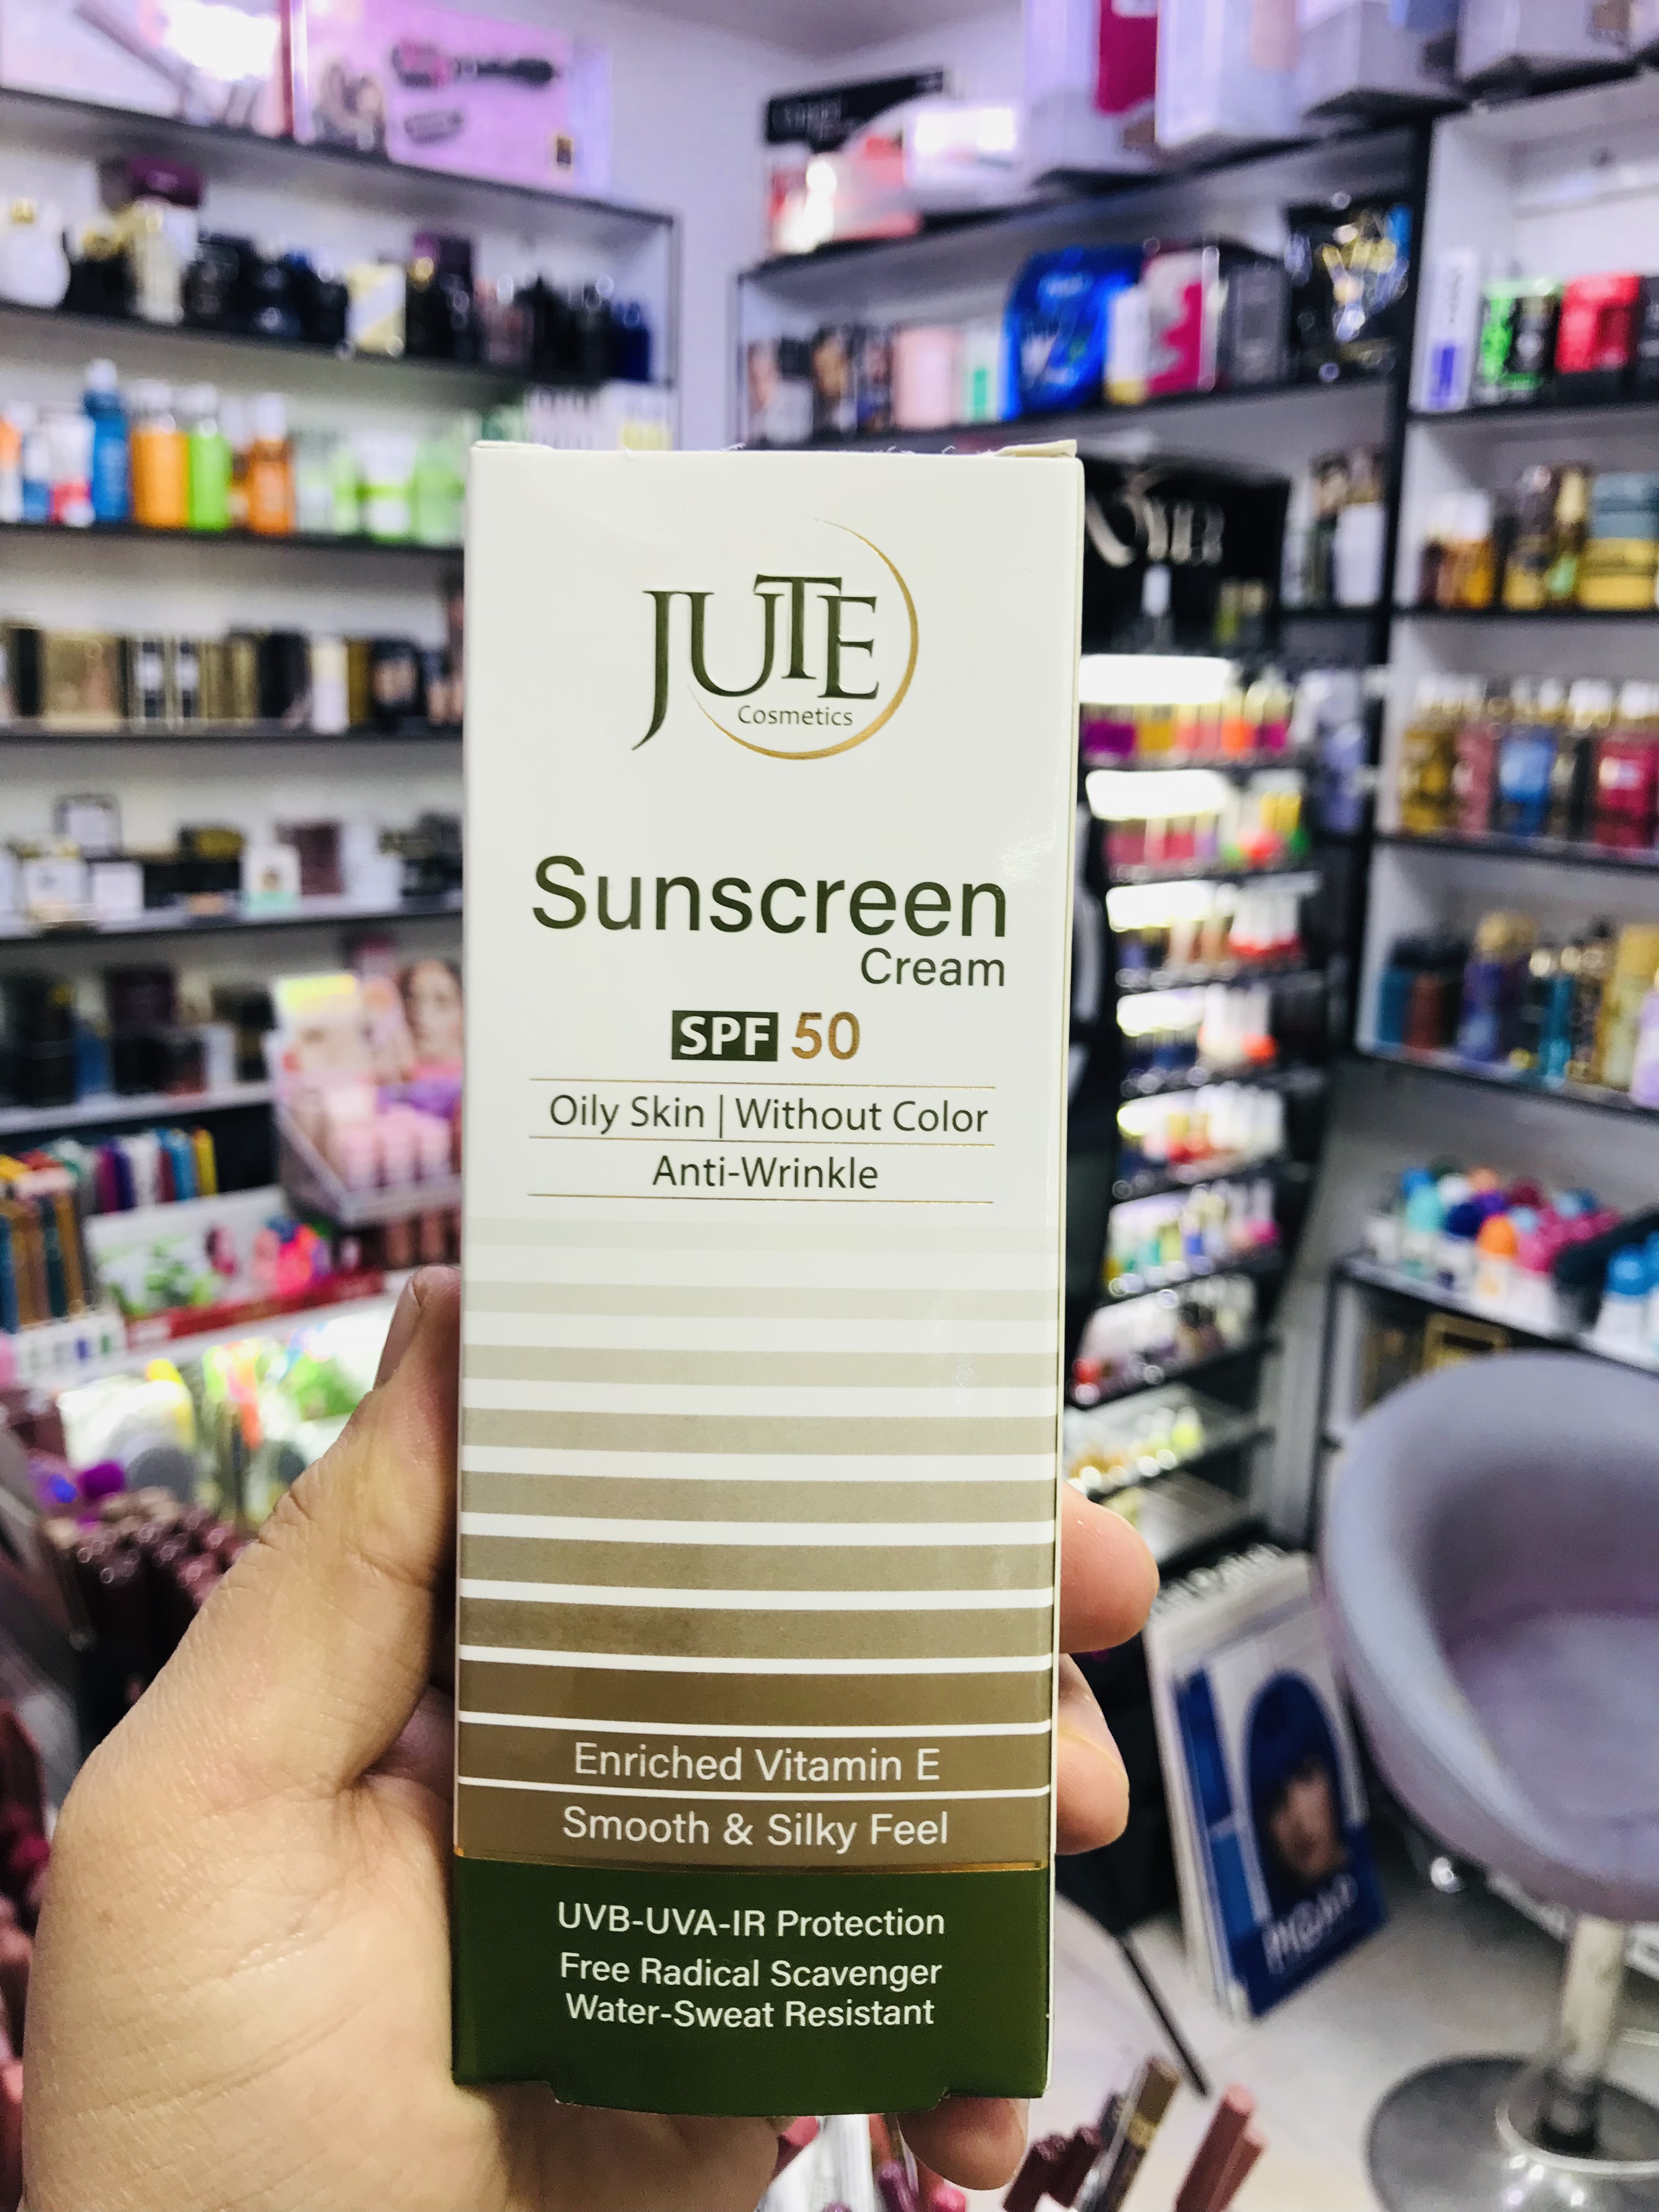 JUTE
Cosmetics
Sunscreen
Cream
SPF 50
Oily Skin | Without Color
Anti-Wrinkle
Enriched Vitamin E
Smooth & Silky Feel
UVB-UVA-IR Protection
Free Radical Scavenger
Water-Sweat Resistant